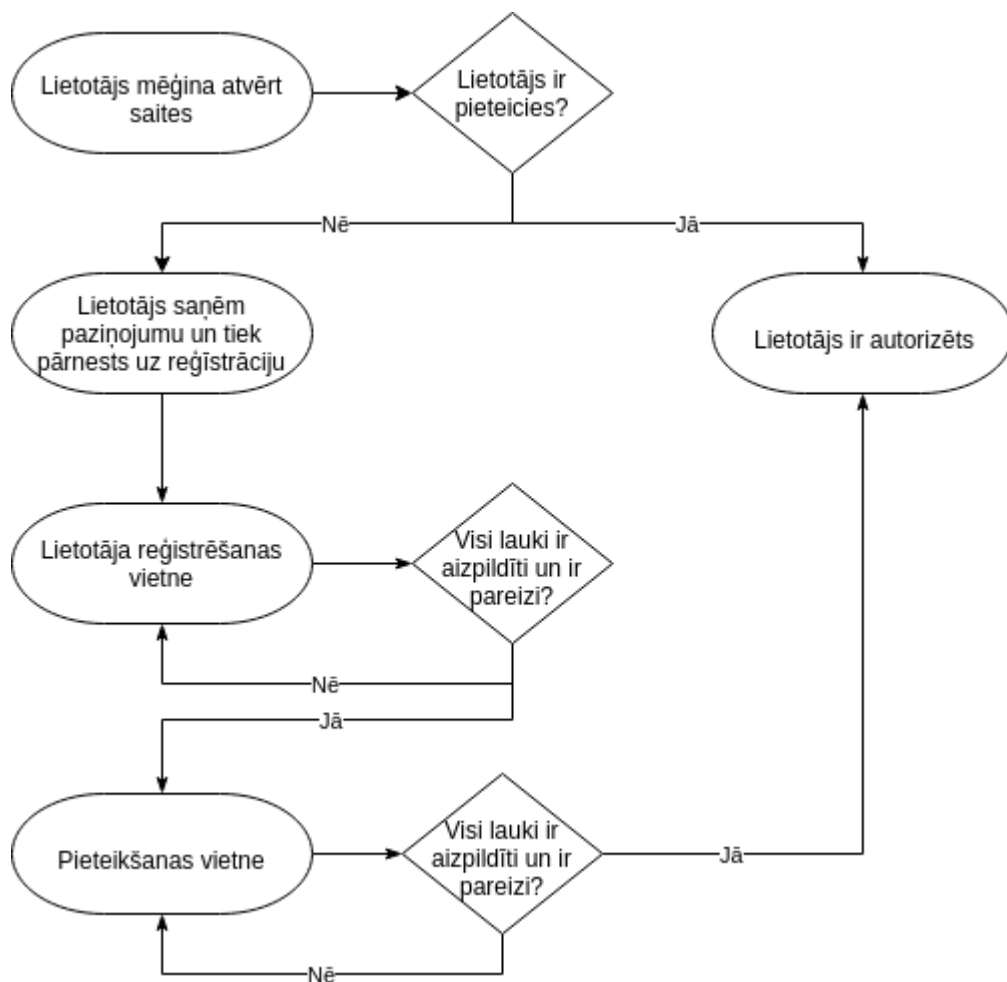 Lietotājs mēģina atvērt
saites
Lietotājs ir
pieteicies?
Nē
Jā
Lietotājs saņēm
paziņojumu un tiek
pārnests uz reģīstrāciju
Lietotājs ir autorizēts
Lietotāja reģistrēšanas
vietne
Visi lauki ir
aizpildīti un ir
pareizi?
Nē
Jā
Pieteikšanas vietne
Visi lauki ir
aizpildīti un ir
pareizi?
Jā
Nē